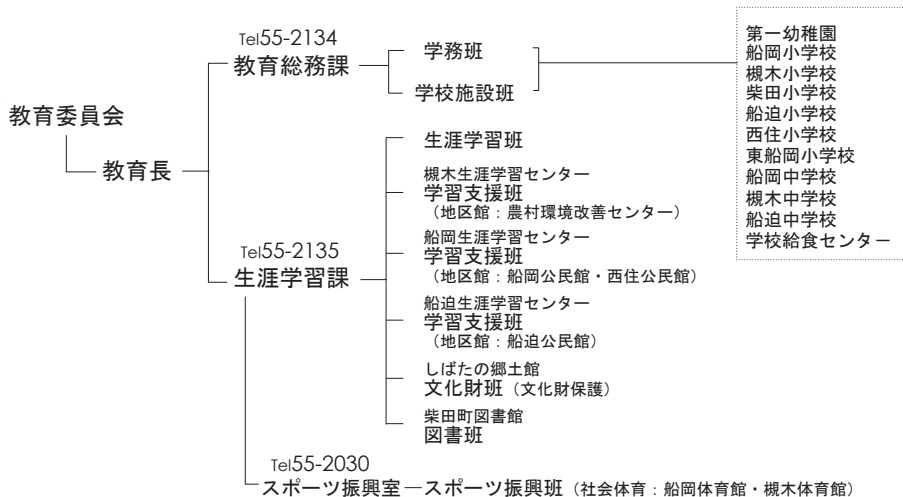 教育委員会
教育長
Tel55-2134
教育総務課
学務班
学校施設班
第一幼稚園
船岡小学校
槻木小学校
柴田小学校
船迫小学校
西住小学校
東船岡小学校
船岡中学校
槻木中学校
船迫中学校
学校給食センター
Tel55-2135
生涯学習課
生涯学習班
槻木生涯学習センター
学習支援班
（地区館：農村環境改善センター）
船岡生涯学習センター
学習支援班
（地区館：船岡公民館・西住公民館）
船迫生涯学習センター
学習支援班
（地区館：船迫公民館）
しばたの郷土館
文化財班（文化財保護）
柴田町図書館
図書班
Tel55-2030
スポーツ振興室ースポーツ振興班（社会体育：船岡体育館・槻木体育館）